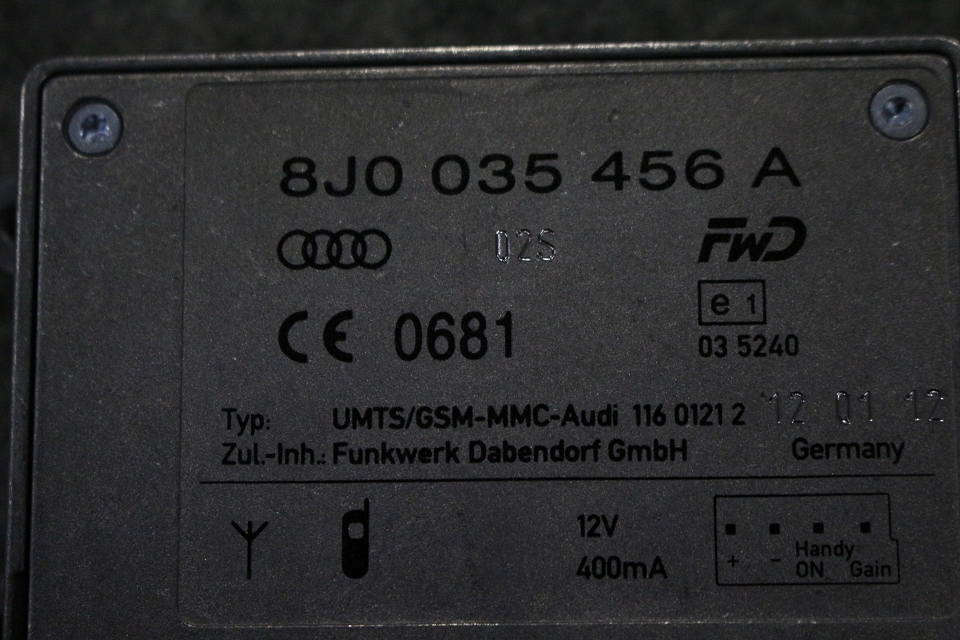 8J0 035 456 A
02S FWD
e 1
CE 0681
03 5240
Typ: UMTS/GSM-MMC-Audi 116 0121 2 12 01 12
Zul.-Inh.: Funkwerk Dabendorf GmbH Germany
12V
400mA
+ - Handy ON Gain